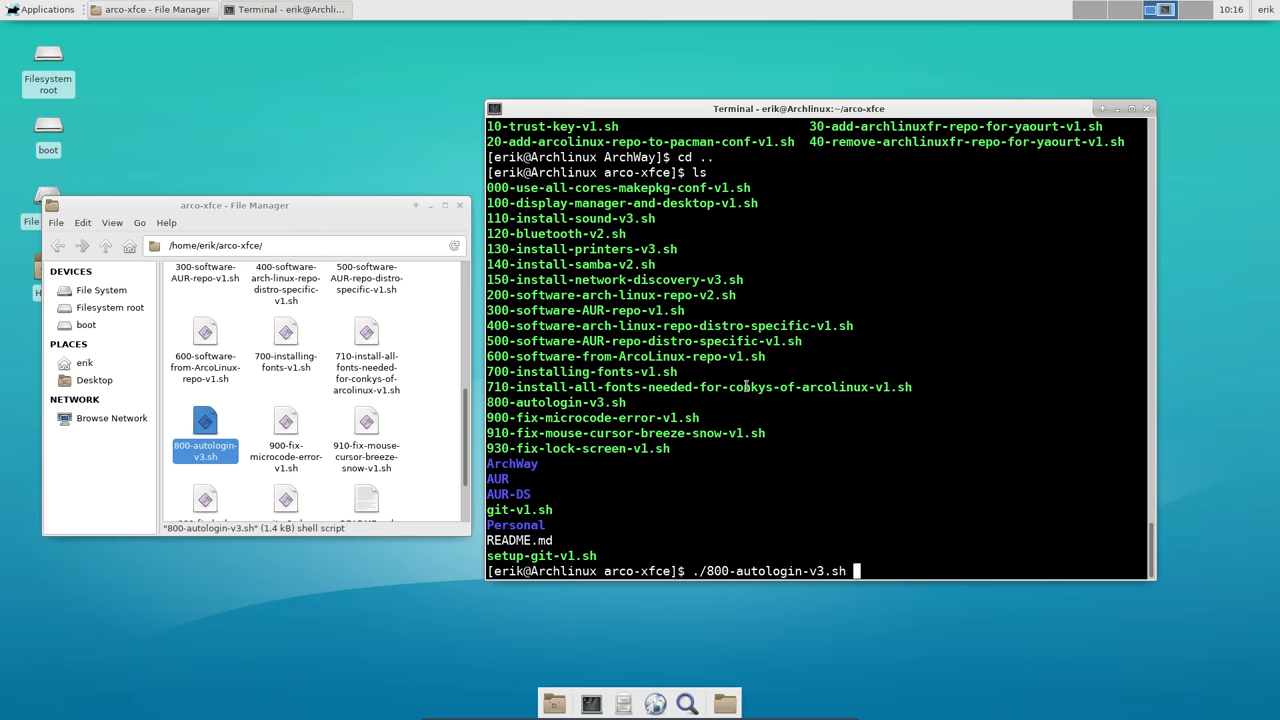 Applications
arco-xfce - File Manager
Terminal - erik@Archli...
10:16
erik
Filesystem
root
boot
File
arco-xfce - File Manager
File Edit View Go Help
/home/erik/arco-xfce/
DEVICES
File System
Filesystem root
boot
PLACES
erik
Desktop
NETWORK
Browse Network
300-software-
AUR-repo-v1.sh
400-software-
arch-linux-repo-
distro-specific-
v1.sh
500-software-
AUR-repo-distro-
specific-v1.sh
600-software-
from-ArcoLinux-
repo-v1.sh
700-installing-
fonts-v1.sh
710-install-all-
fonts-needed-
for-conkys-of-
arcolinux-v1.sh
800-autologin-
v3.sh
900-fix-
microcode-error-
v1.sh
910-fix-mouse-
cursor-breeze-
snow-v1.sh
"800-autologin-v3.sh" (1.4 kB) shell script
Terminal - erik@Archlinux:~/arco-xfce
10-trust-key-v1.sh 30-add-archlinuxfr-repo-for-yaourt-v1.sh
20-add-arcolinux-repo-to-pacman-conf-v1.sh 40-remove-archlinuxfr-repo-for-yaourt-v1.sh
[erik@Archlinux ArchWay]$ cd ..
[erik@Archlinux arco-xfce]$ ls
000-use-all-cores-makepkg-conf-v1.sh
100-display-manager-and-desktop-v1.sh
110-install-sound-v3.sh
120-bluetooth-v2.sh
130-install-printers-v3.sh
140-install-samba-v2.sh
150-install-network-discovery-v3.sh
200-software-arch-linux-repo-v2.sh
300-software-AUR-repo-v1.sh
400-software-arch-linux-repo-distro-specific-v1.sh
500-software-AUR-repo-distro-specific-v1.sh
600-software-from-ArcoLinux-repo-v1.sh
700-installing-fonts-v1.sh
710-install-all-fonts-needed-for-conkys-of-arcolinux-v1.sh
800-autologin-v3.sh
900-fix-microcode-error-v1.sh
910-fix-mouse-cursor-breeze-snow-v1.sh
930-fix-lock-screen-v1.sh
ArchWay
AUR
AUR-DS
git-v1.sh
Personal
README.md
setup-git-v1.sh
[erik@Archlinux arco-xfce]$ ./800-autologin-v3.sh